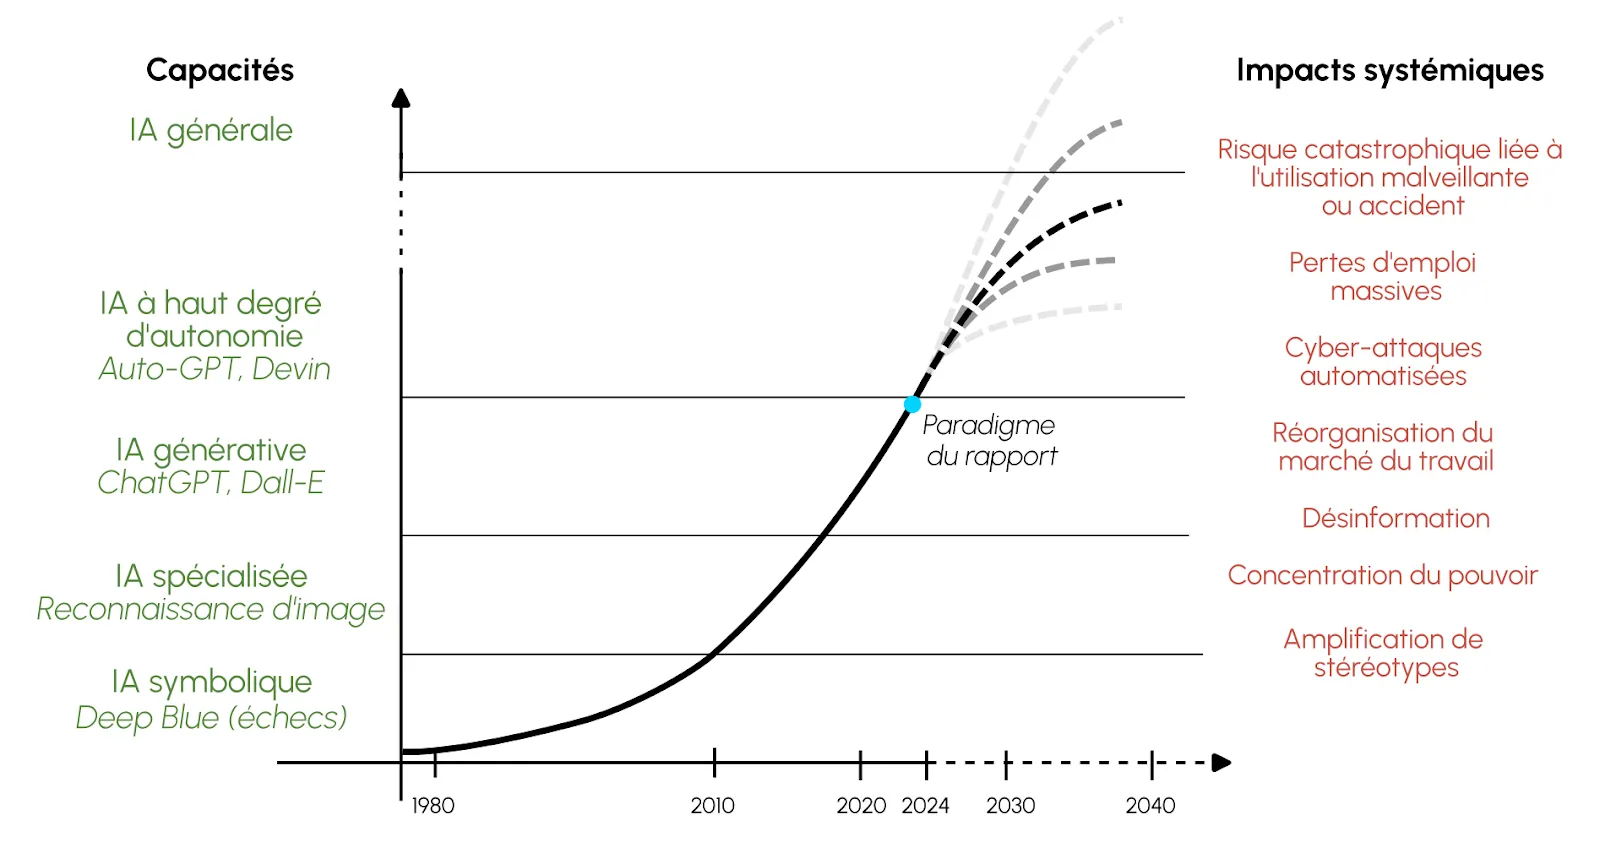 Capacités
IA générale
IA à haut degré
d'autonomie
Auto-GPT, Devin
IA générative
ChatGPT, Dall-E
IA spécialisée
Reconnaissance d'image
IA symbolique
Deep Blue (échecs)
Paradigme
du rapport
1980
2010
2020
2024
2030
2040
Impacts systémiques
Risque catastrophique liée à
l'utilisation malveillante
ou accident
Pertes d'emploi
massives
Cyber-attaques
automatisées
Réorganisation du
marché du travail
Désinformation
Concentration du pouvoir
Amplification de
stéréotypes